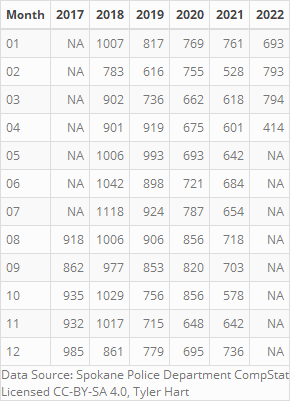 Month 2017 2018 2019 2020 2021 2022
01 NA 1007 817 769 761 693
02 NA 783 616 755 528 793
03 NA 902 736 662 618 794
04 NA 901 919 675 601 414
05 NA 1006 993 693 642 NA
06 NA 1042 898 721 684 NA
07 NA 1118 924 787 654 NA
08 918 1006 906 856 718 NA
09 862 977 853 820 703 NA
10 935 1029 756 856 578 NA
11 932 1017 715 648 642 NA
12 985 861 779 695 736 NA
Data Source: Spokane Police Department CompStat
Licensed CC-BY-SA 4.0, Tyler Hart